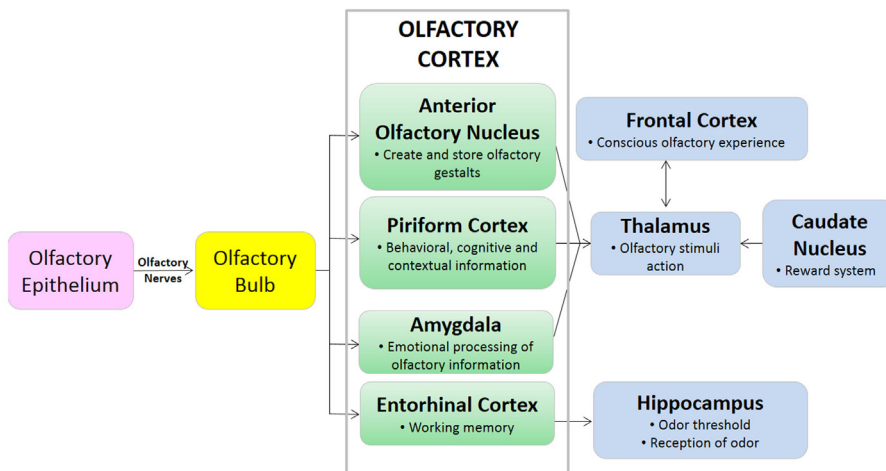 OLFACTORY
CORTEX
Olfactory
Epithelium
Olfactory
Nerves
Olfactory
Bulb
Anterior
Olfactory Nucleus
• Create and store olfactory
gestalts
Piriform Cortex
• Behavioral, cognitive and
contextual information
Amygdala
• Emotional processing of
olfactory information
Entorhinal Cortex
• Working memory
Frontal Cortex
• Conscious olfactory experience
Thalamus
• Olfactory stimuli
action
Caudate
Nucleus
• Reward system
Hippocampus
• Odor threshold
• Reception of odor